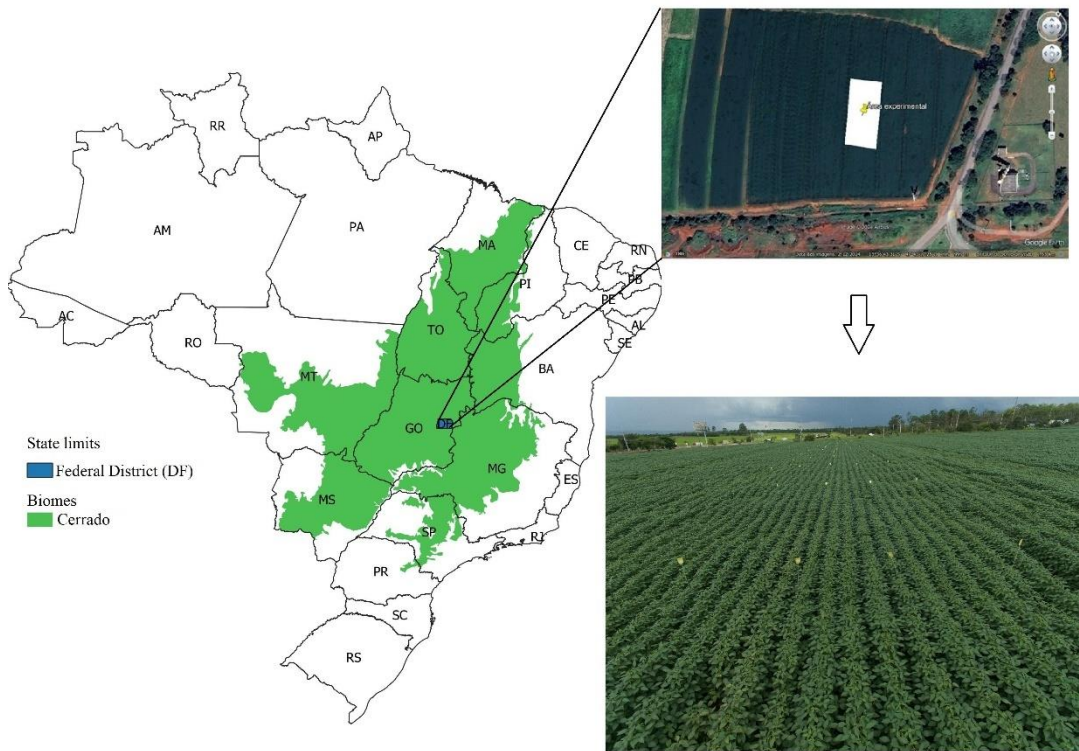 RR
AP
AM
PA
MA
CE
RN
PB
PI
PE
AC
TO
AL
SE
RO
BA
MT
GO
DF
MG
ES
MS
SP
RJ
PR
SC
RS
State limits
Federal District (DF)
Biomes
Cerrado
Área experimental
Google Earth